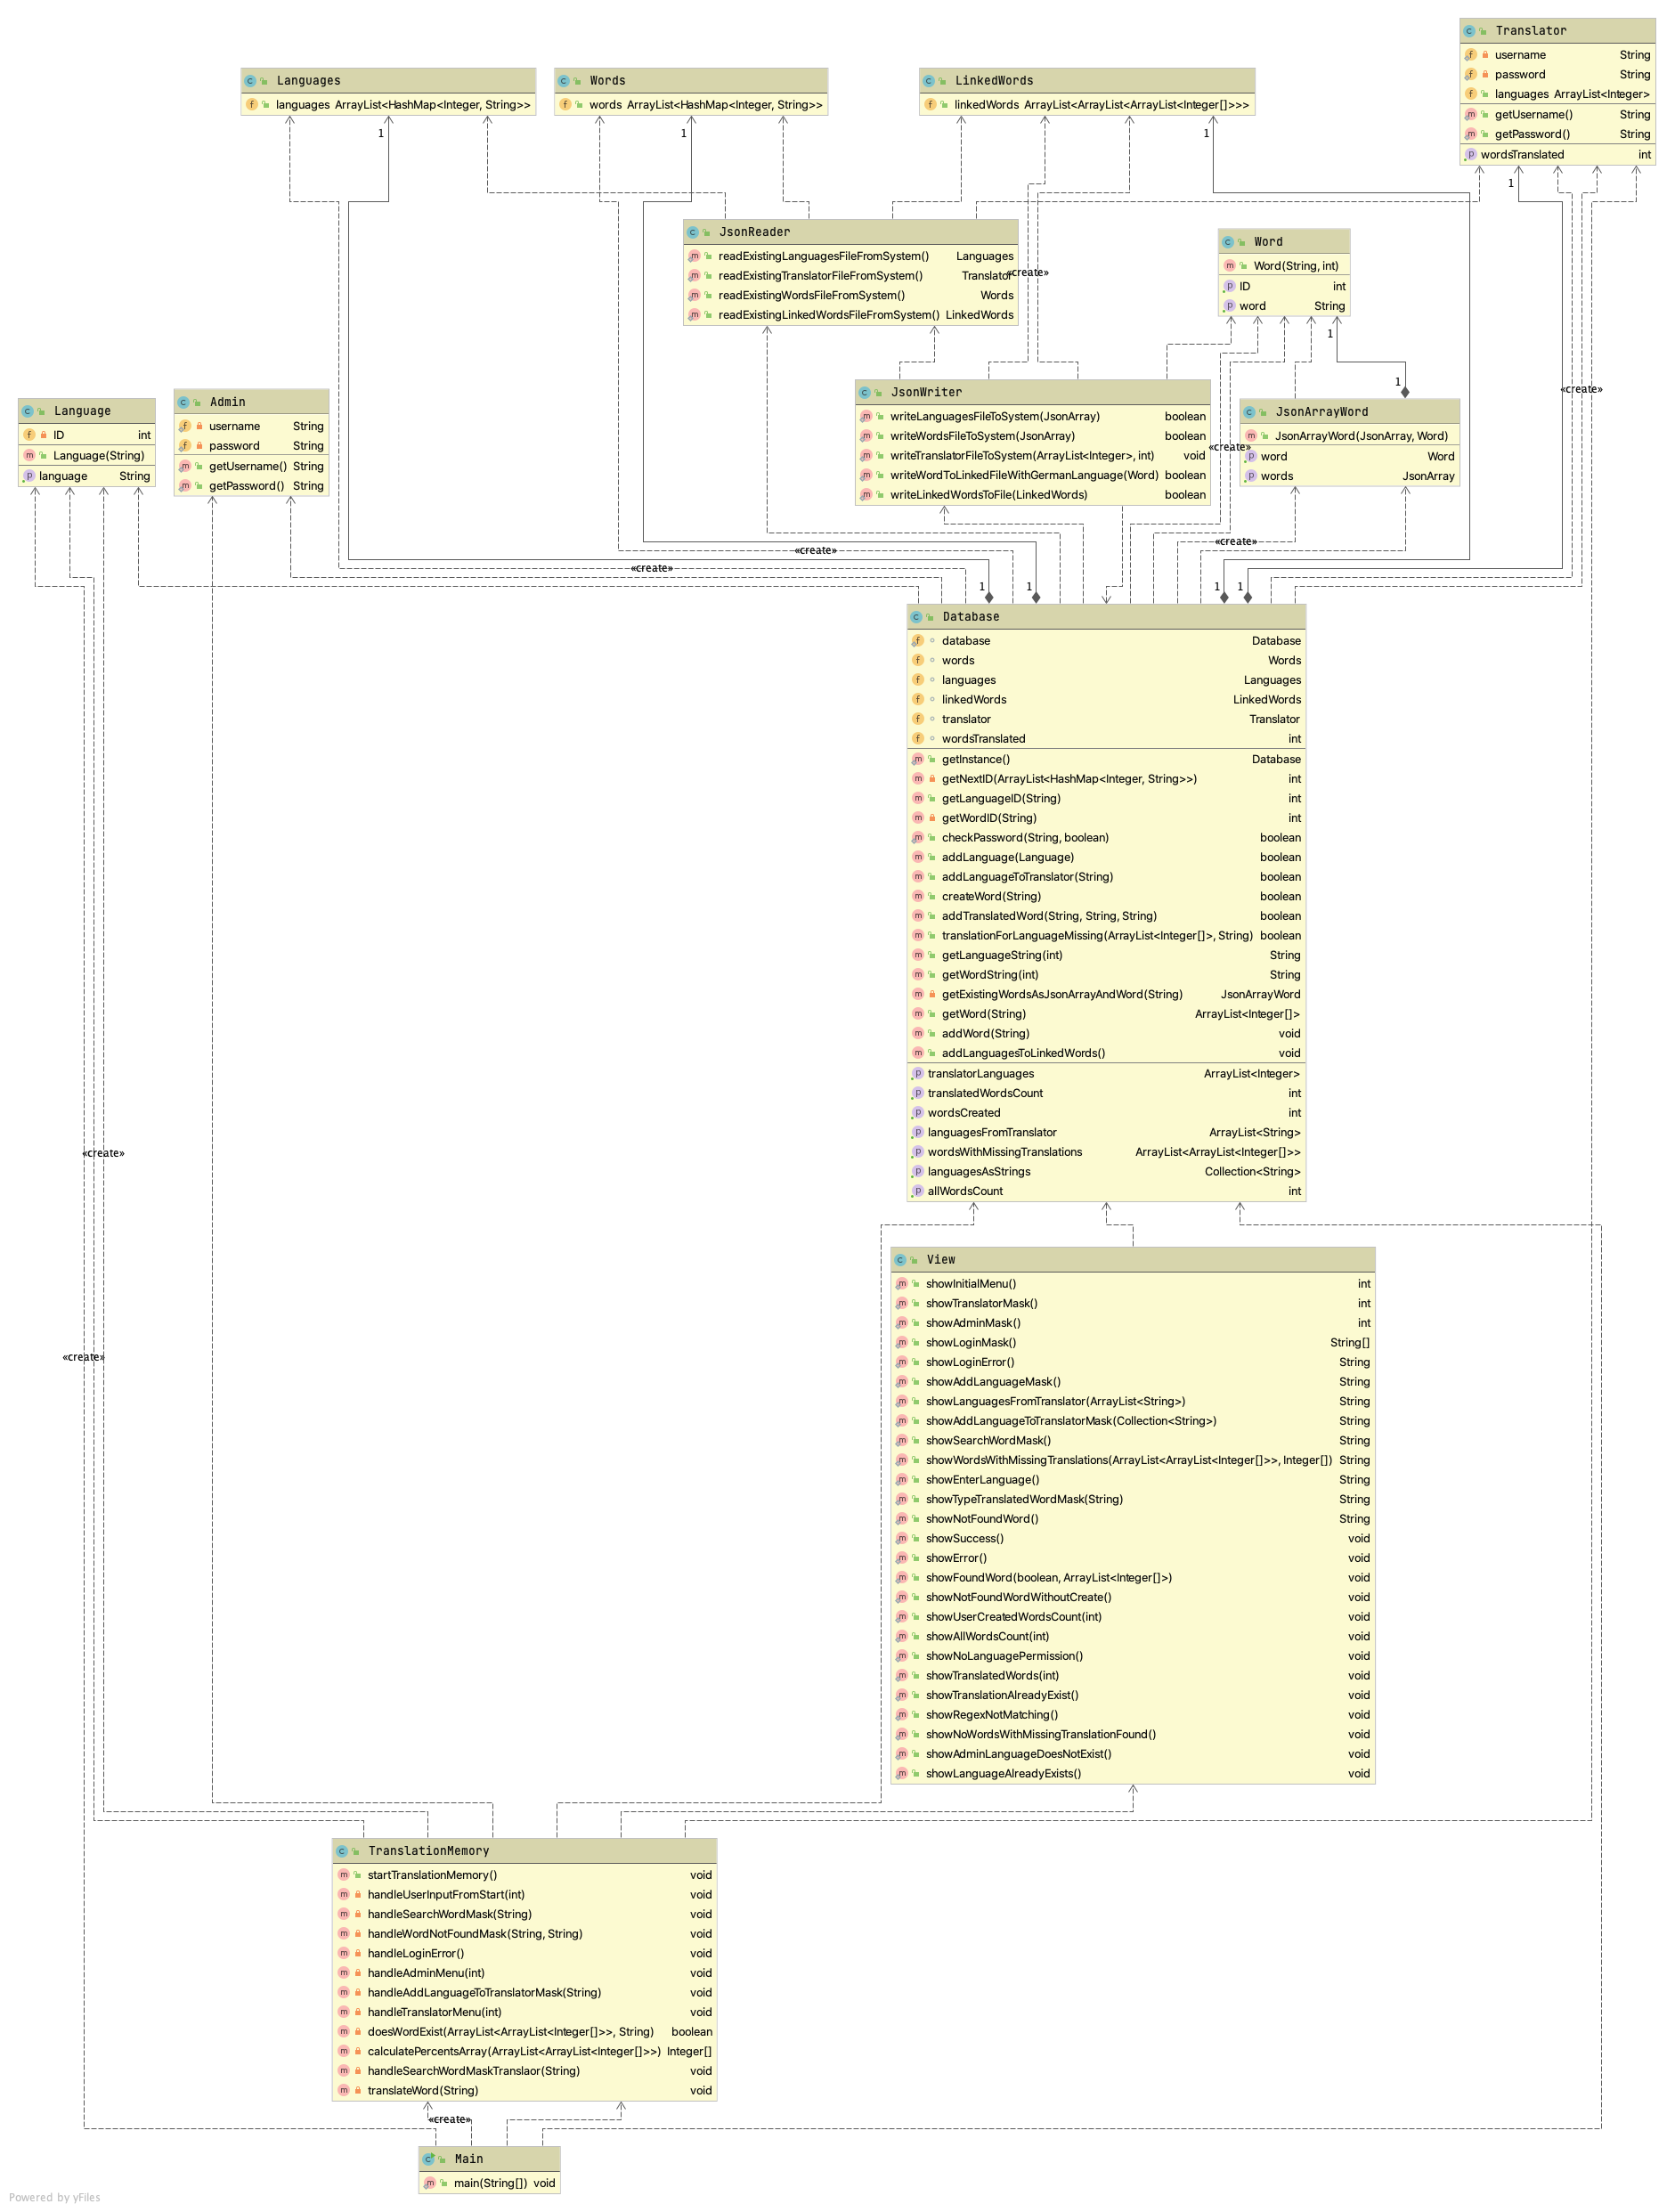 Translator
username String
password String
languages ArrayList<Integer>
getUsername() String
getPassword() String
wordsTranslated int
Languages
languages ArrayList<HashMap<Integer, String>>
Words
words ArrayList<HashMap<Integer, String>>
LinkedWords
linkedWords ArrayList<ArrayList<ArrayList<Integer[]>>>
1
1
1
1
JsonReader
readExistingLanguagesFileFromSystem() Languages
readExistingTranslatorFileFromSystem() Translator
readExistingWordsFileFromSystem() Words
readExistingLinkedWordsFileFromSystem() LinkedWords
«create»
Word
Word(String, int)
ID int
word String
1
1
«create»
Language
ID int
Language(String)
language String
Admin
username String
password String
getUsername() String
getPassword() String
JsonWriter
writeLanguagesFileToSystem(JsonArray) boolean
writeWordsFileToSystem(JsonArray) boolean
writeTranslatorFileToSystem(ArrayList<Integer>, int) void
writeWordToLinkedFileWithGermanLanguage(Word) boolean
writeLinkedWordsToFile(LinkedWords) boolean
«create»
JsonArrayWord
JsonArrayWord(JsonArray, Word)
word Word
words JsonArray
«create»
«create»
«create»
1
1
1
1
Database
database Database
words Words
languages Languages
linkedWords LinkedWords
translator Translator
wordsTranslated int
getInstance() Database
getNextID(ArrayList<HashMap<Integer, String>>) int
getLanguageID(String) int
getWordID(String) int
checkPassword(String, boolean) boolean
addLanguage(Language) boolean
addLanguageToTranslator(String) boolean
createWord(String) boolean
addTranslatedWord(String, String, String) boolean
translationForLanguageMissing(ArrayList<Integer[]>, String) boolean
getLanguageString(int) String
getWordString(int) String
getExistingWordsAsJsonArrayAndWord(String) JsonArrayWord
getWord(String) ArrayList<Integer[]>
addWord(String) void
addLanguagesToLinkedWords() void
translatorLanguages ArrayList<Integer>
translatedWordsCount int
wordsCreated int
languagesFromTranslator ArrayList<String>
wordsWithMissingTranslations ArrayList<ArrayList<Integer[]>>
languagesAsStrings Collection<String>
allWordsCount int
«create»
«create»
View
showInitialMenu() int
showTranslatorMask() int
showAdminMask() int
showLoginMask() String[]
showLoginError() String
showAddLanguageMask() String
showLanguagesFromTranslator(ArrayList<String>) String
showAddLanguageToTranslatorMask(Collection<String>) String
showSearchWordMask() String
showWordsWithMissingTranslations(ArrayList<ArrayList<Integer[]>>, Integer[]) String
showEnterLanguage() String
showTypeTranslatedWordMask(String) String
showNotFoundWord() String
showSuccess() void
showError() void
showFoundWord(boolean, ArrayList<Integer[]>) void
showNotFoundWordWithoutCreate() void
showUserCreatedWordsCount(int) void
showAllWordsCount(int) void
showNoLanguagePermission() void
showTranslatedWords(int) void
showTranslationAlreadyExist() void
showRegexNotMatching() void
showNoWordsWithMissingTranslationFound() void
showAdminLanguageDoesNotExist() void
showLanguageAlreadyExists() void
TranslationMemory
startTranslationMemory() void
handleUserInputFromStart(int) void
handleSearchWordMask(String) void
handleWordNotFoundMask(String, String) void
handleLoginError() void
handleAdminMenu(int) void
handleAddLanguageToTranslatorMask(String) void
handleTranslatorMenu(int) void
doesWordExist(ArrayList<ArrayList<Integer[]>>, String) boolean
calculatePercentsArray(ArrayList<ArrayList<Integer[]>>) Integer[]
handleSearchWordMaskTranslaor(String) void
translateWord(String) void
«create»
Main
main(String[]) void
Powered by yFiles